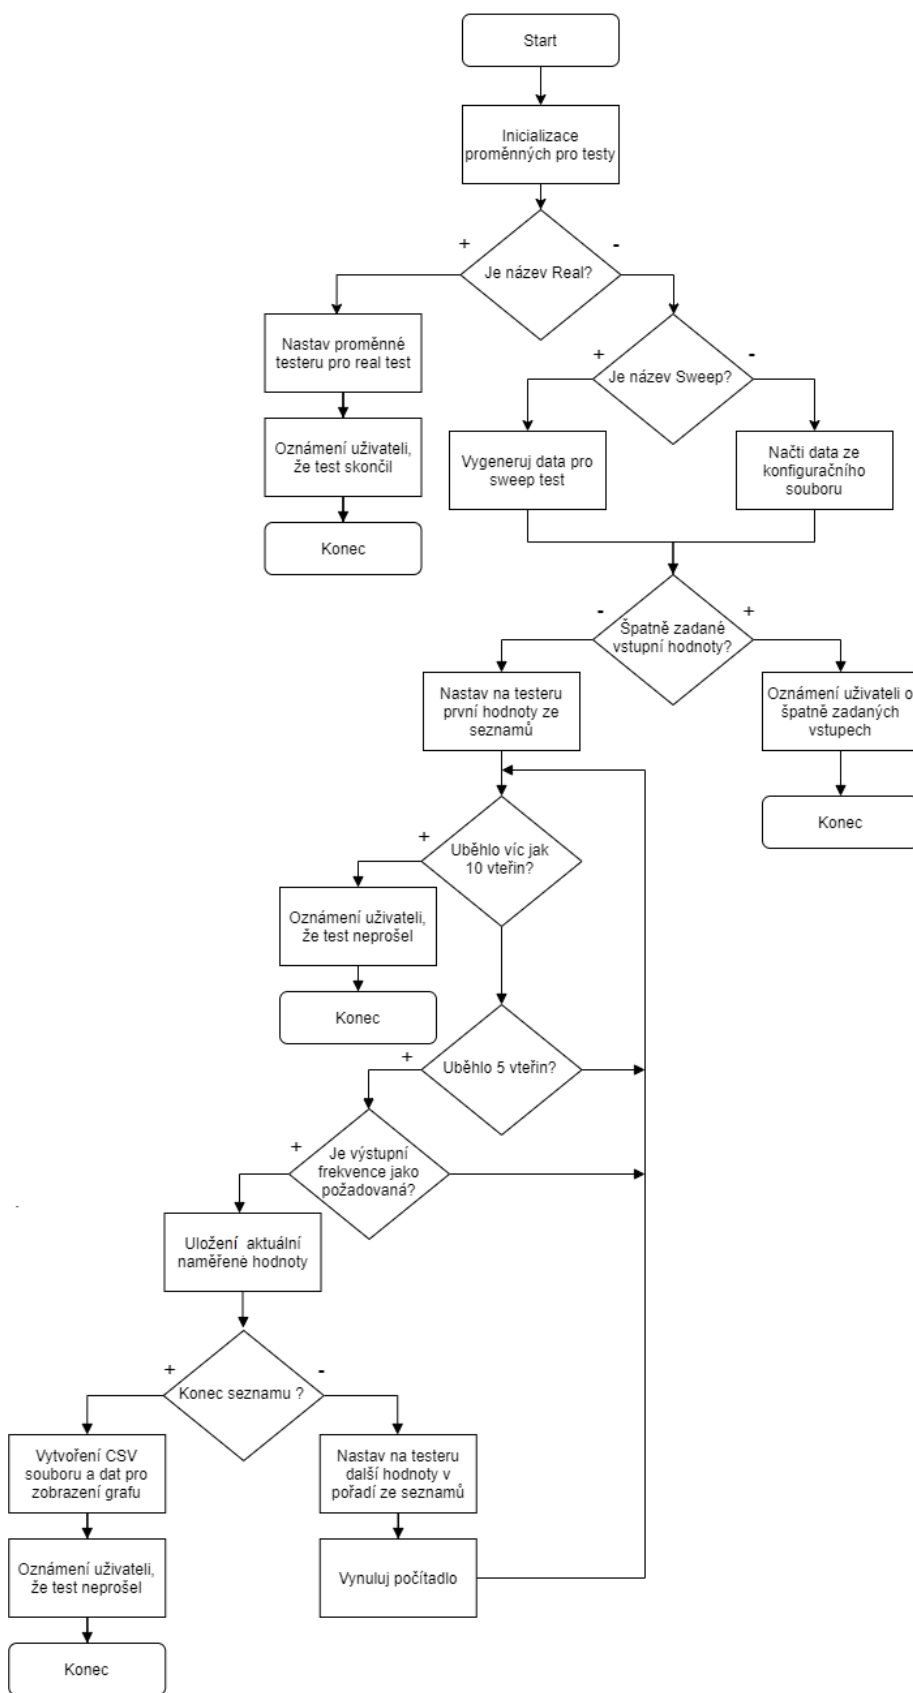 Start
Inicializace
proměnných pro testy
+
-
Je název Real?
Nastav proměnné
testeru pro real test
+
-
Je název Sweep?
Oznámení uživateli,
že test skončil
Vygeneruj data pro
sweep test
Načti data ze
konfiguračního
souboru
Konec
-
+
Špatně zadané
vstupní hodnoty?
Nastav na testeru
první hodnoty ze
seznamů
Oznámení uživateli o
špatně zadaných
vstupech
Konec
+
Uběhlo víc jak
10 vteřin?
Oznámení uživateli,
že test neprošel
Konec
+
Uběhlo 5 vteřin?
+
Je výstupní
frekvence jako
požadovaná?
Uložení aktuální
naměřené hodnoty
+
-
Konec seznamu ?
Vytvoření CSV
souboru a dat pro
zobrazení grafu
Nastav na testeru
další hodnoty v
pořadí ze seznamů
Oznámení uživateli,
že test neprošel
Vynuluj počítadlo
Konec